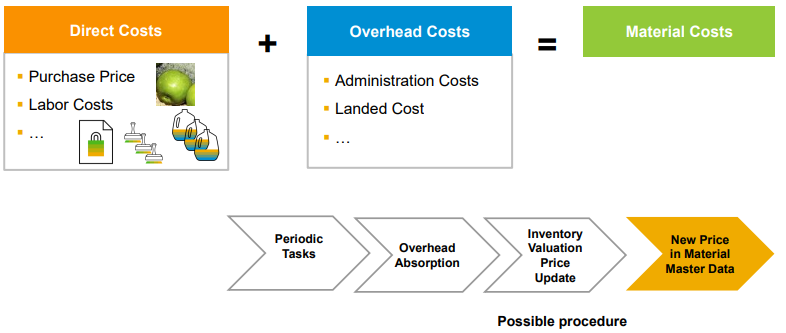 Direct Costs
+
Overhead Costs
=
Material Costs
Purchase Price
Labor Costs
…
Administration Costs
Landed Cost
…
Periodic
Tasks
Overhead
Absorption
Inventory
Valuation
Price
Update
New Price
in Material
Master Data
Possible procedure